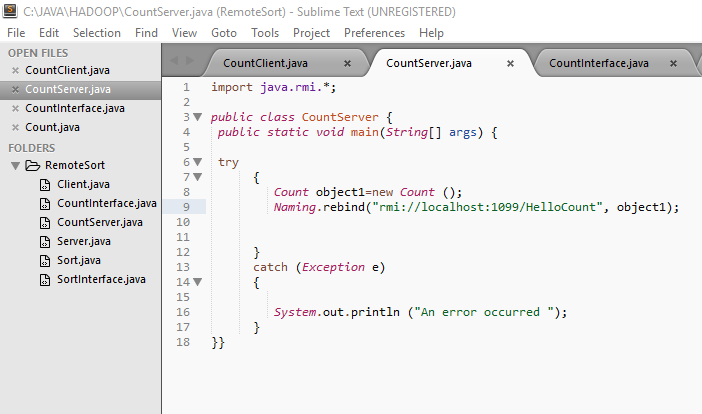 C:\JAVA\HADOOP\CountServer.java (RemoteSort) - Sublime Text (UNREGISTERED)
File Edit Selection Find View Goto Tools Project Preferences Help
OPEN FILES
CountClient.java
CountServer.java
CountInterface.java
Count.java
FOLDERS
RemoteSort
Client.java
CountInterface.java
CountServer.java
Server.java
Sort.java
SortInterface.java
CountClient.java CountServer.java CountInterface.java
1 import java.rmi.*;
2
3 public class CountServer {
4 public static void main(String[] args) {
5
6 try
7 {
8 Count object1=new Count ();
9 Naming.rebind("rmi://localhost:1099/HelloCount", object1);
10
11
12 }
13 catch (Exception e)
14 {
15
16 System.out.println ("An error occurred ");
17 }
18 }}